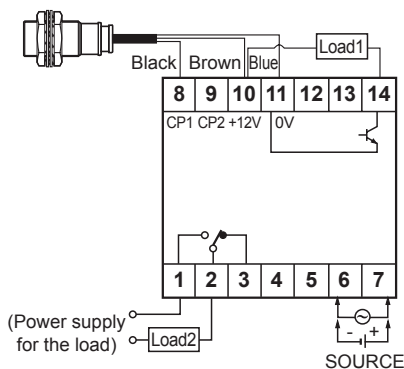 Black Brown Blue Load1
8 9 10 11 12 13 14
CP1 CP2 +12V 0V
1 2 3 4 5 6 7
(Power supply
for the load) Load2
- +
SOURCE